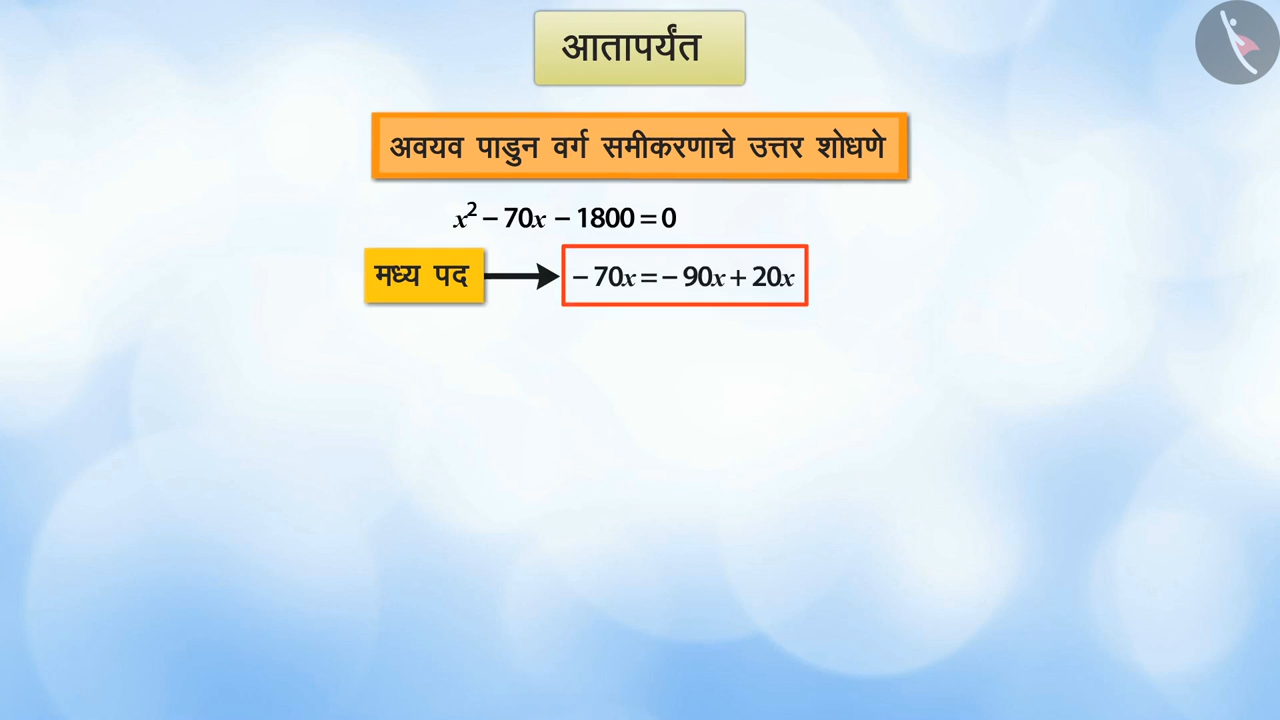 आतापर्यंत
अवयव पाडुन वर्ग समीकरणाचे उत्तर शोधणे
x² – 70x – 1800 = 0
मध्य पद – 70x = – 90x + 20x